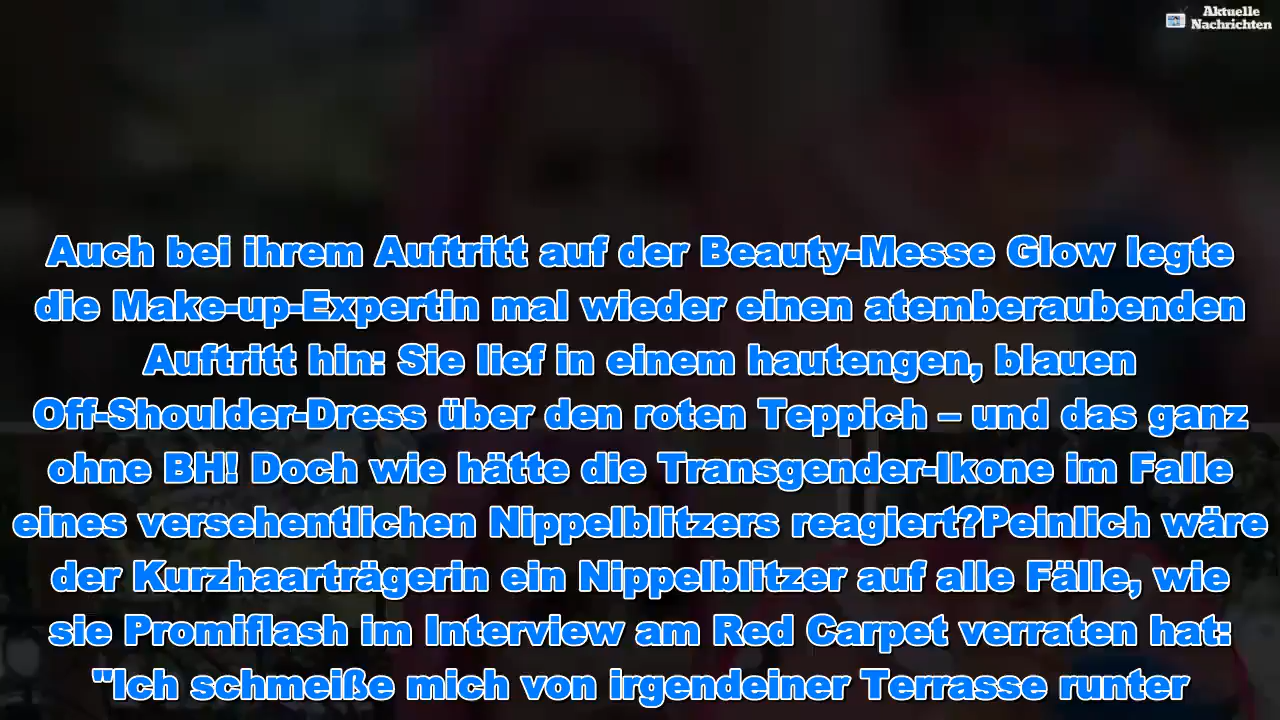 Aktuelle
Nachrichten
Auch bei ihrem Auftritt auf der Beauty-Messe Glow legte
die Make-up-Expertin mal wieder einen atemberaubenden
Auftritt hin: Sie lief in einem hautengen, blauen
Off-Shoulder-Dress über den roten Teppich – und das ganz
ohne BH! Doch wie hätte die Transgender-Ikone im Falle
eines versehentlichen Nippelblitzers reagiert?Peinlich wäre
der Kurzhaarträgerin ein Nippelblitzer auf alle Fälle, wie
sie Promiflash im Interview am Red Carpet verraten hat:
"Ich schmeiße mich von irgendeiner Terrasse runter